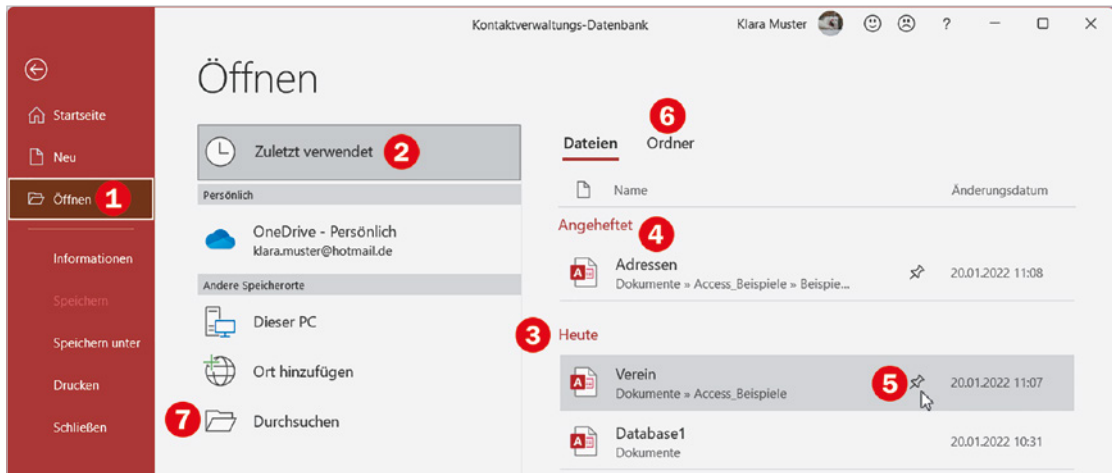 Kontaktverwaltungs-Datenbank Klara Muster ?
Öffnen
Startseite
Neu
Öffnen 1
Informationen
Speichern
Speichern unter
Drucken
Schließen
Zuletzt verwendet 2
Persönlich
OneDrive - Persönlich
klara.muster@hotmail.de
Andere Speicherorte
Dieser PC
Ort hinzufügen
7 Durchsuchen
6
Dateien Ordner
Name Änderungsdatum
Angeheftet 4
Adressen
Dokumente » Access_Beispiele » Beispie...
20.01.2022 11:08
3 Heute
Verein
Dokumente » Access_Beispiele
5 20.01.2022 11:07
Database1
Dokumente
20.01.2022 10:31